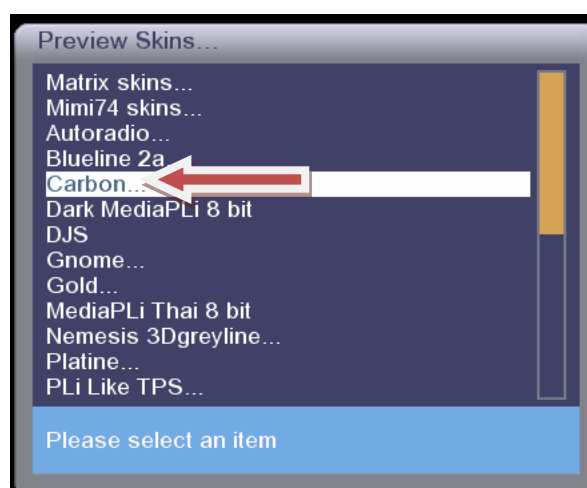 Preview Skins...
Matrix skins...
Mimi74 skins...
Autoradio...
Blueline 2a
Carbon...
Dark MediaPLi 8 bit
DJS
Gnome...
Gold...
MediaPLi Thai 8 bit
Nemesis 3Dgreyline...
Platine...
PLi Like TPS...
Please select an item